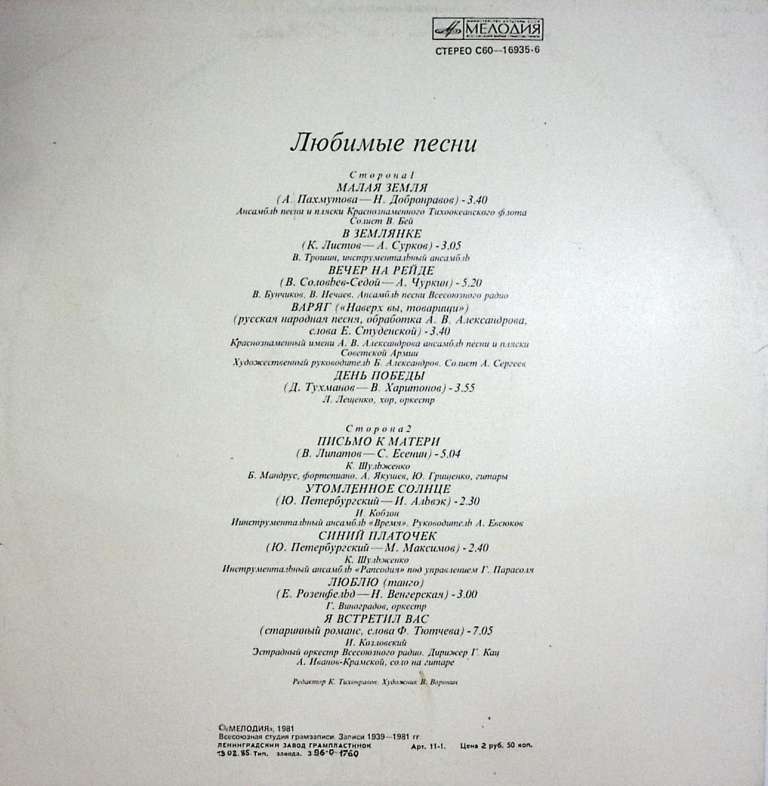 МЕЛОДИЯ
СТЕРЕО С60—16935-6
Любимые песни
Сторона 1
МАЛАЯ ЗЕМЛЯ
(А. Пахмутова—Н. Добронравов)-3.40
Ансамбль песни и пляски Краснознаменного Тихоокеанского флота
Солист В. Бей
В ЗЕМЛЯНКЕ
(К. Листов—А. Сурков)-3.05
В. Трошин, инструментальный ансамбль
ВЕЧЕР НА РЕЙДЕ
(В. Соловьев-Седой—А. Чуркин)-5.20
В. Бунчиков, В. Нечаев. Ансамбль песни Всесоюзного радио
ВАРЯГ («Наверх вы, товарищи»)
(русская народная песня, обработка А. В. Александрова,
слова Е. Студенской)-3.40
Краснознаменный имени А. В. Александрова ансамбль песни и пляски
Советской Армии
Художественный руководитель Б. Александров. Солист А. Сергеев
ДЕНЬ ПОБЕДЫ
(Д. Тухманов—В. Харитонов)-3.55
Л. Лещенко, хор, оркестр
Сторона 2
ПИСЬМО К МАТЕРИ
(В. Липатов—С. Есенин)-5.04
К. Шульженко
Б. Мандрус, фортепиано. А. Якушев, Ю. Грищенко, гитары
УТОМЛЕННОЕ СОЛНЦЕ
(Ю. Петербургский—И. Альвэк)-2.30
И. Кобзон
Инструментальный ансамбль «Время». Руководитель А. Евсюков
СИНИЙ ПЛАТОЧЕК
(Ю. Петербургский—М. Максимов)-2.40
К. Шульженко
Инструментальный ансамбль «Рапсодия» под управлением Г. Парасоля
ЛЮБЛЮ (танго)
(Е. Розенфельд—Н. Венгерская)-3.00
Г. Виноградов, оркестр
Я ВСТРЕТИЛ ВАС
(старинный романс, слова Ф. Тютчева)-7.05
И. Козловский
Эстрадный оркестр Всесоюзного радио. Дирижер Г. Кац
А. Иванов-Крамской, соло на гитаре
Редактор К. Тихонравов. Художник В. Воронин
©«МЕЛОДИЯ», 1981
Всесоюзная студия грамзаписи. Записи 1939—1981 гг.
ЛЕНИНГРАДСКИЙ ЗАВОД ГРАМПЛАСТИНОК Арт. 11-1. Цена 2 руб. 50 коп.
13 02. 85. Тип. завода. З 96-0-1760